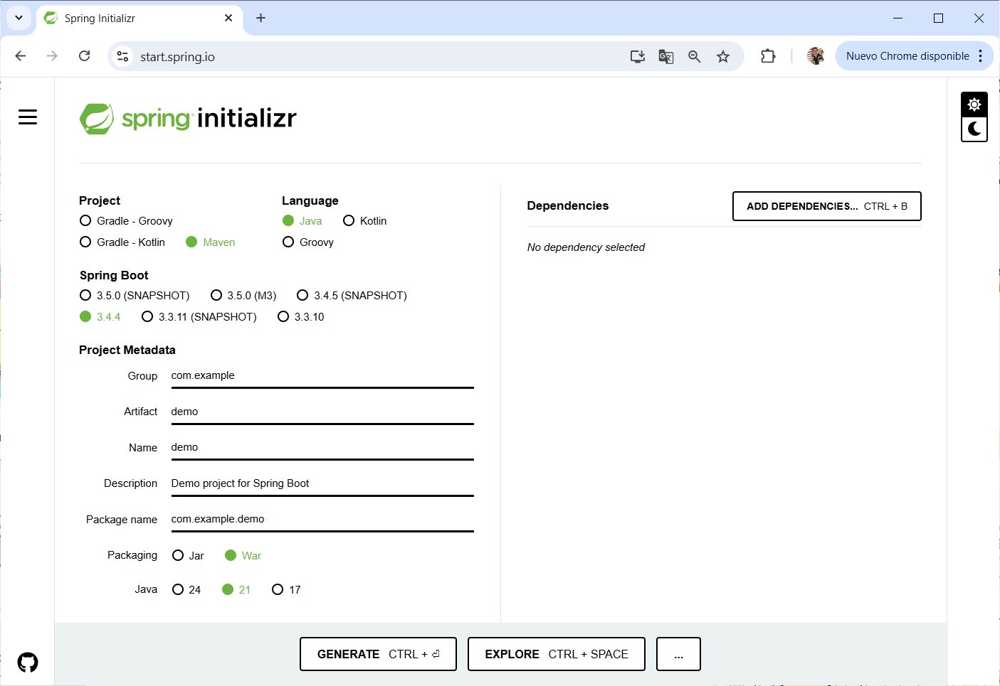 Spring Initializr
start.spring.io
Nuevo Chrome disponible
spring initializr
Project
Gradle - Groovy
Gradle - Kotlin Maven
Language
Java Kotlin
Groovy
Spring Boot
3.5.0 (SNAPSHOT) 3.5.0 (M3) 3.4.5 (SNAPSHOT)
3.4.4 3.3.11 (SNAPSHOT) 3.3.10
Project Metadata
Group com.example
Artifact demo
Name demo
Description Demo project for Spring Boot
Package name com.example.demo
Packaging Jar War
Java 24 21 17
Dependencies
ADD DEPENDENCIES... CTRL + B
No dependency selected
GENERATE CTRL + ⏎
EXPLORE CTRL + SPACE
...